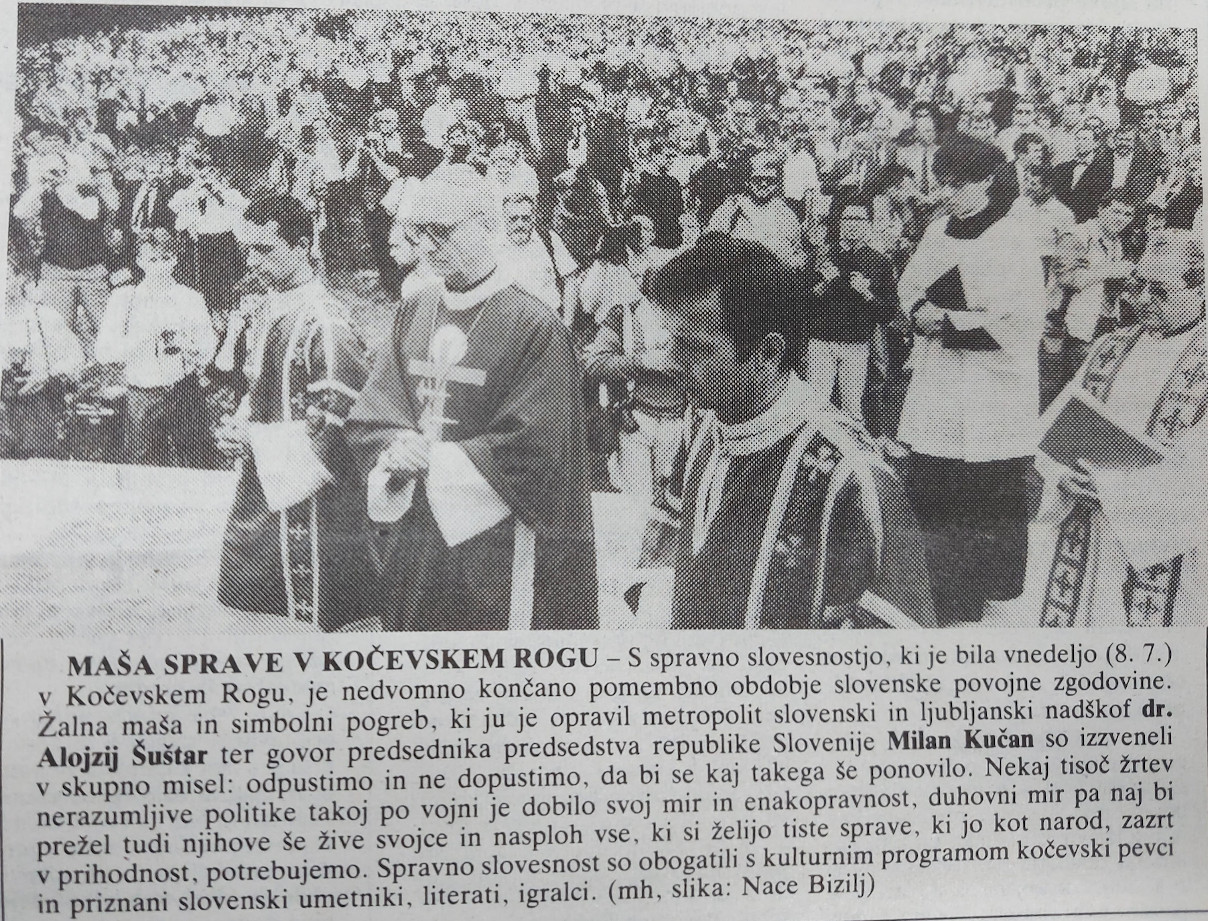 MAŠA SPRAVE V KOČEVSKEM ROGU – S spravno slovesnostjo, ki je bila vnedeljo (8. 7.)
v Kočevskem Rogu, je nedvomno končano pomembno obdobje slovenske povojne zgodovine.
Žalna maša in simbolni pogreb, ki ju je opravil metropolit slovenski in ljubljanski nadškof dr.
Alojzij Šuštar ter govor predsednika predsedstva republike Slovenije Milan Kučan so izzveneli
v skupno misel: odpustimo in ne dopustimo, da bi se kaj takega še ponovilo. Nekaj tisoč žrtev
nerazumljive politike takoj po vojni je dobilo svoj mir in enakopravnost, duhovni mir pa naj bi
prežel tudi njihove še žive svojce in nasploh vse, ki si želijo tiste sprave, ki jo kot narod, zazrt
v prihodnost, potrebujemo. Spravno slovesnost so obogatili s kulturnim programom kočevski pevci
in priznani slovenski umetniki, literati, igralci. (mh, slika: Nace Bizilj)